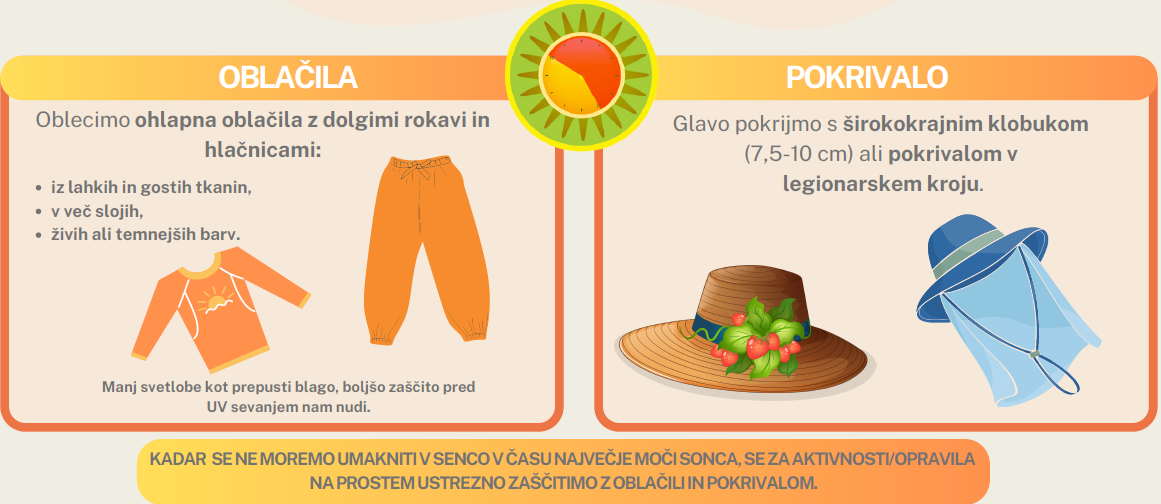 OBLAČILA
Oblecimo ohlapna oblačila z dolgimi rokavi in
hlačnicami:
• iz lahkih in gostih tkanin,
• v več slojih,
• živih ali temnejših barv.
Manj svetlobe kot prepusti blago, boljšo zaščito pred
UV sevanjem nam nudi.
POKRIVALO
Glavo pokrijmo s širokokrajnim klobukom
(7,5-10 cm) ali pokrivalom v
legionarskem kroju.
KADAR SE NE MOREMO UMAKNITI V SENCO V ČASU NAJVEČJE MOČI SONCA, SE ZA AKTIVNOSTI/OPRAVILA
NA PROSTEM USTREZNO ZAŠČITIMO Z OBLAČILI IN POKRIVALOM.